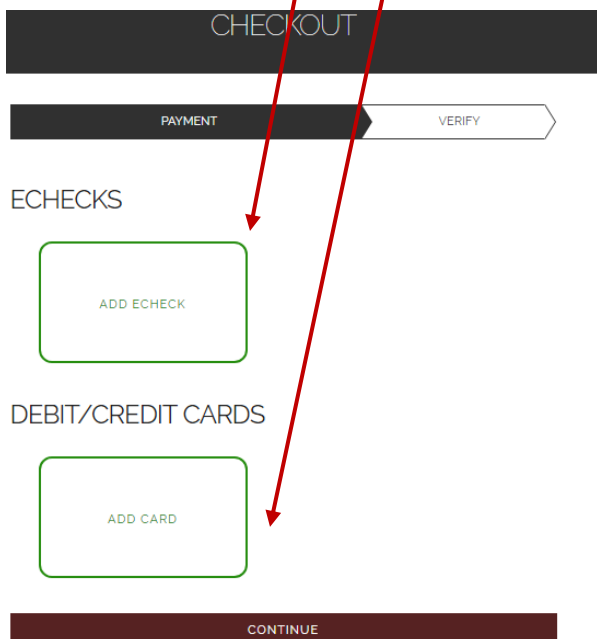 CHECKOUT
PAYMENT VERIFY
ECHECKS
ADD ECHECK
DEBIT/CREDIT CARDS
ADD CARD
CONTINUE